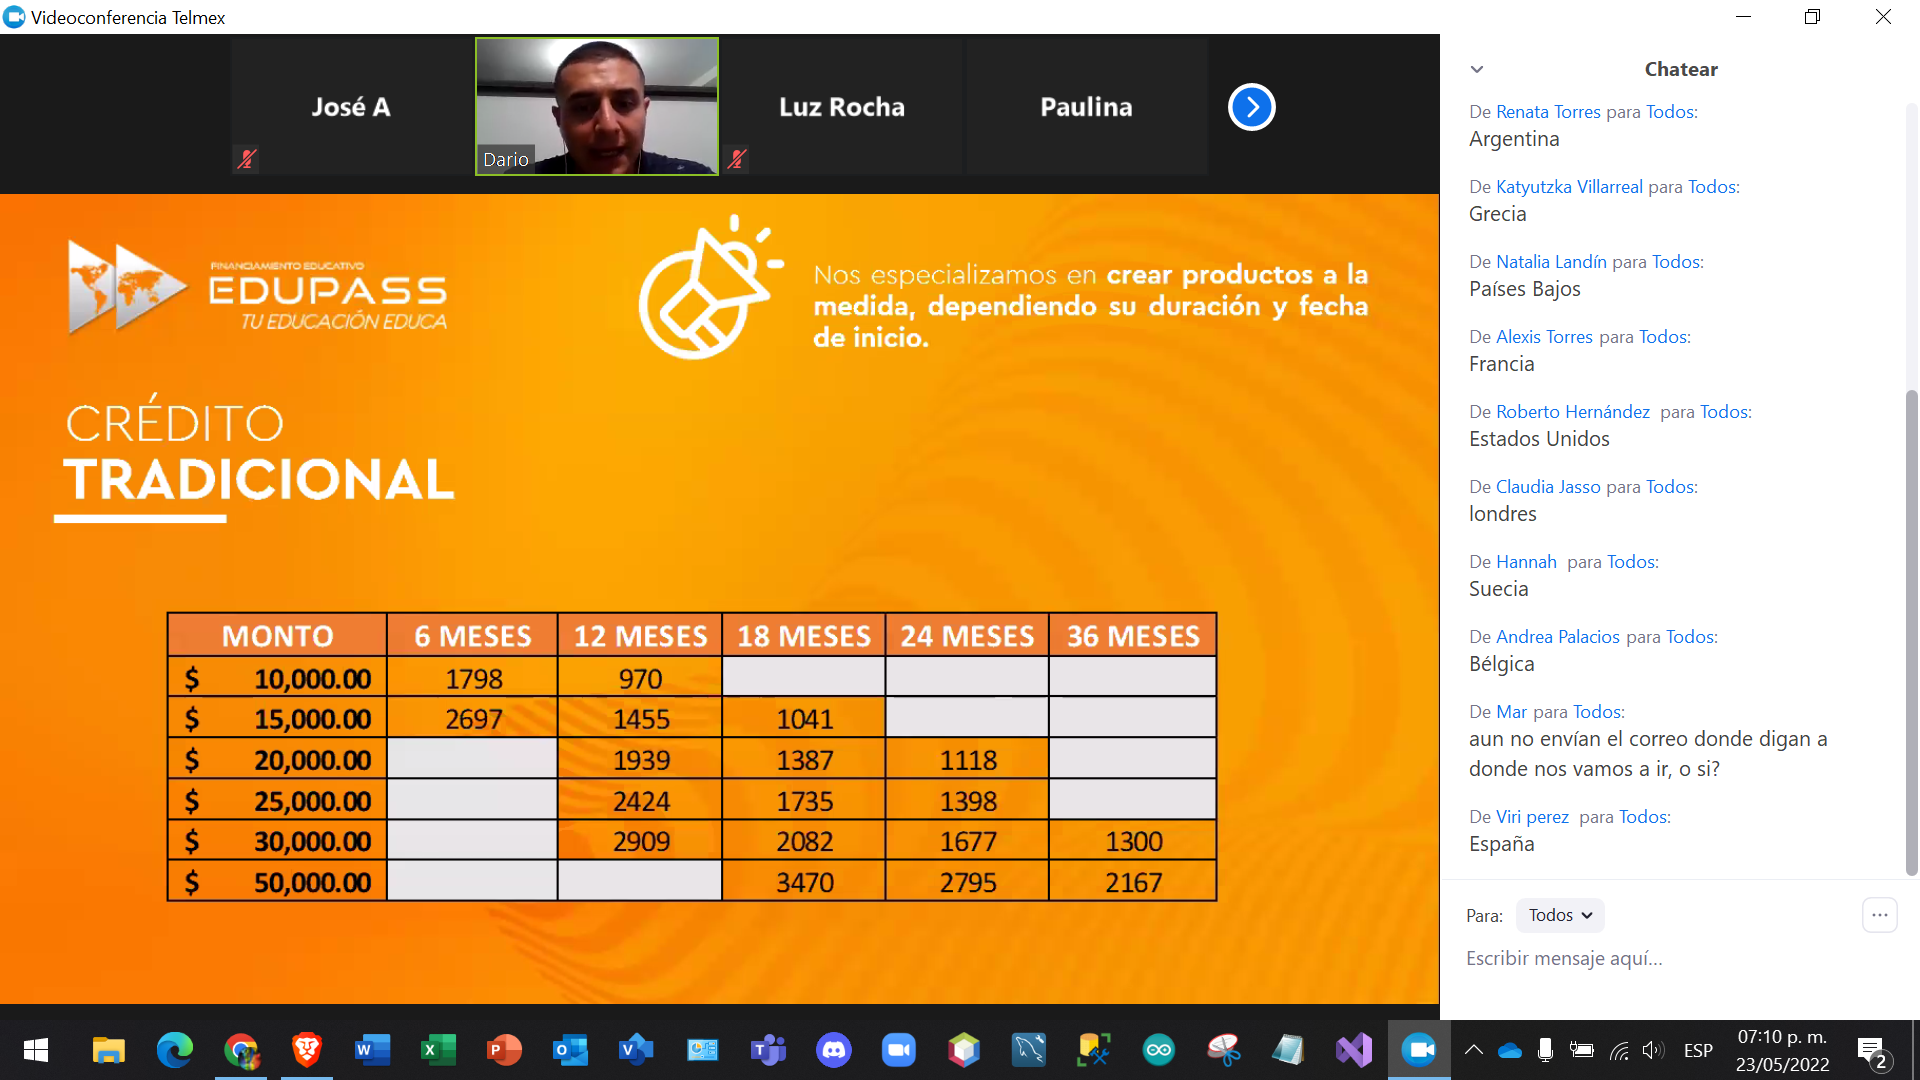 Videoconferencia Telmex
José A
Dario
Luz Rocha
Paulina
FINANCIAMIENTO EDUCATIVO
EDUPASS
TU EDUCACIÓN EDUCA
Nos especializamos en crear productos a la
medida, dependiendo su duración y fecha
de inicio.
CRÉDITO
TRADICIONAL
MONTO 6 MESES 12 MESES 18 MESES 24 MESES 36 MESES
$ 10,000.00 1798 970
$ 15,000.00 2697 1455 1041
$ 20,000.00 1939 1387 1118
$ 25,000.00 2424 1735 1398
$ 30,000.00 2909 2082 1677 1300
$ 50,000.00 3470 2795 2167
Chatear
De Renata Torres para Todos:
Argentina
De Katyutzka Villarreal para Todos:
Grecia
De Natalia Landín para Todos:
Países Bajos
De Alexis Torres para Todos:
Francia
De Roberto Hernández para Todos:
Estados Unidos
De Claudia Jasso para Todos:
londres
De Hannah para Todos:
Suecia
De Andrea Palacios para Todos:
Bélgica
De Mar para Todos:
aun no envían el correo donde digan a
donde nos vamos a ir, o si?
De Viri perez para Todos:
España
Para: Todos
Escribir mensaje aquí...
ESP
07:10 p. m.
23/05/2022
2